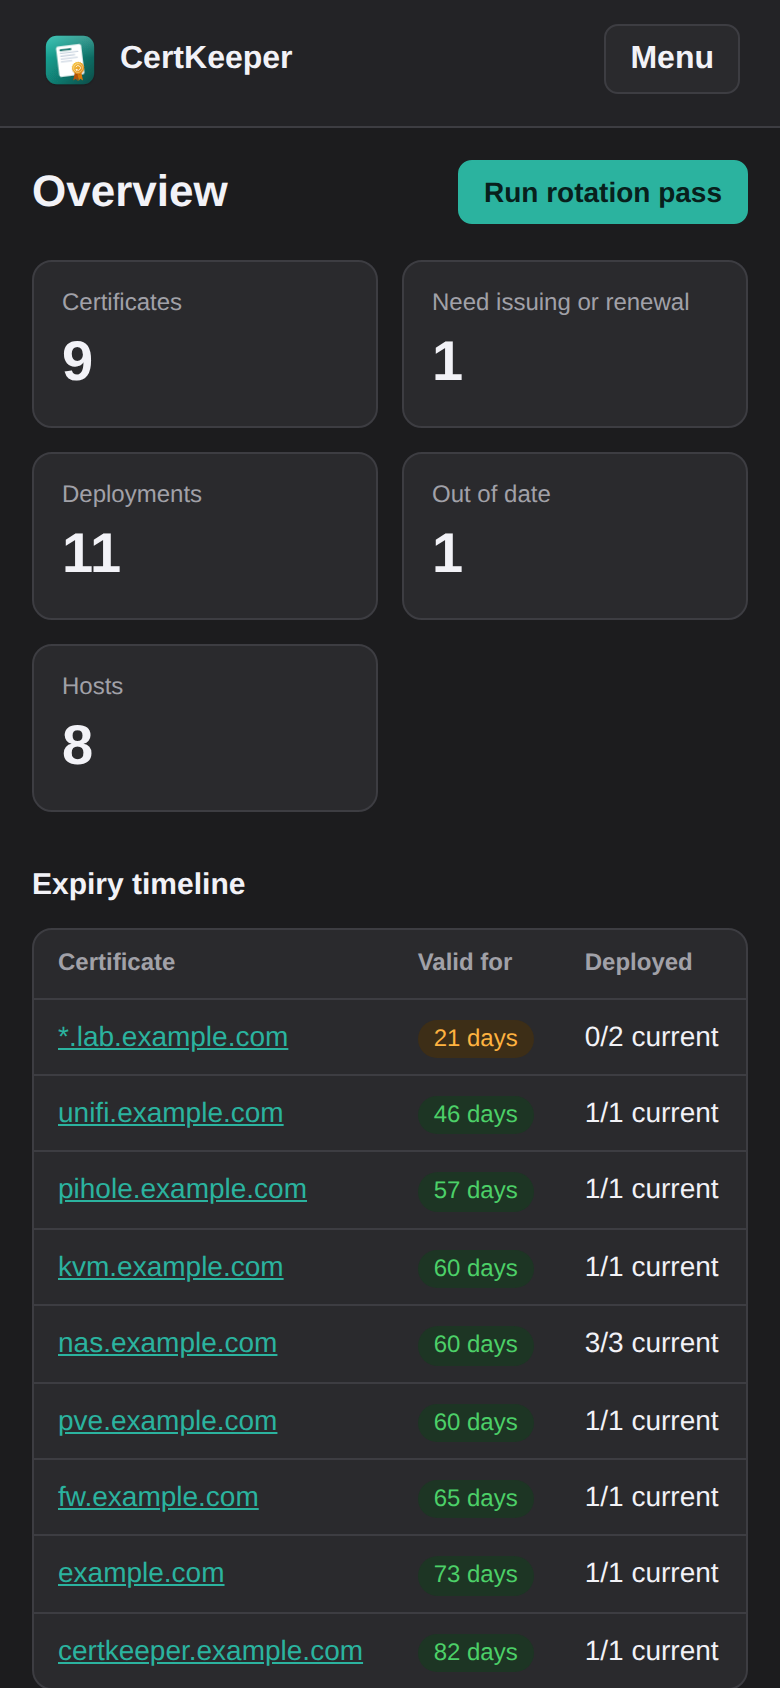 CertKeeper
Menu
Overview
Run rotation pass
Certificates
9
Need issuing or renewal
1
Deployments
11
Out of date
1
Hosts
8
Expiry timeline
Certificate Valid for Deployed
*.lab.example.com 21 days 0/2 current
unifi.example.com 46 days 1/1 current
pihole.example.com 57 days 1/1 current
kvm.example.com 60 days 1/1 current
nas.example.com 60 days 3/3 current
pve.example.com 60 days 1/1 current
fw.example.com 65 days 1/1 current
example.com 73 days 1/1 current
certkeeper.example.com 82 days 1/1 current